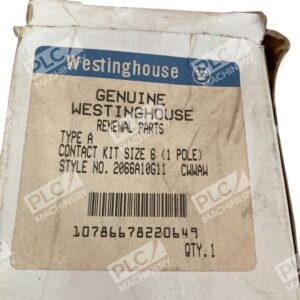 Westinghouse
GENUINE
WESTINGHOUSE
RENEWAL PARTS
TYPE A
CONTACT KIT SIZE 6 (1 POLE)
STYLE NO. 2066A10G11 CWWAW
10786678220649
QTY.1
PLC
MACHINERY